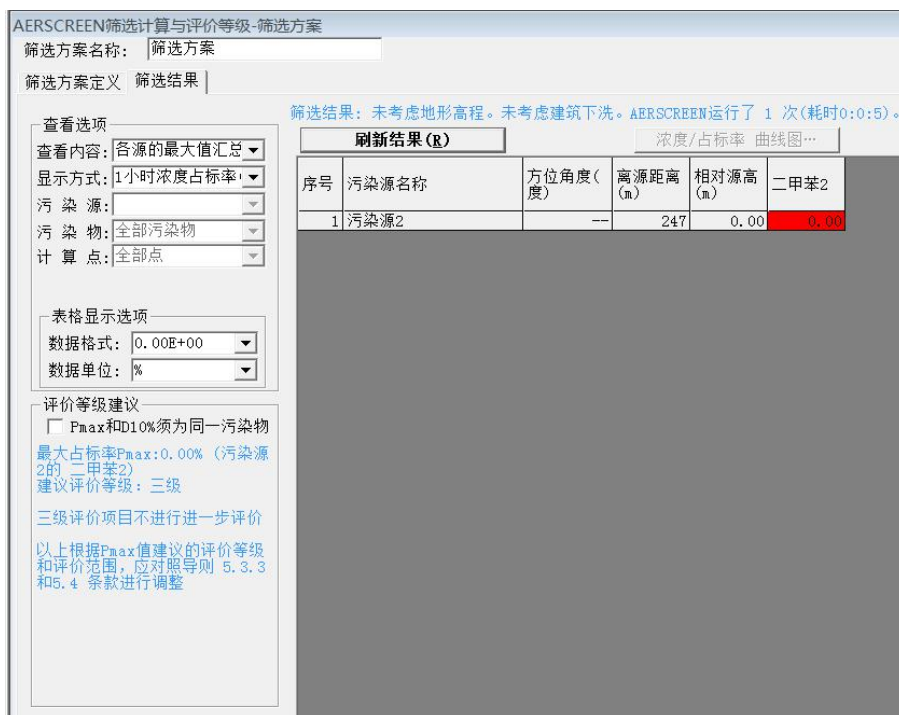 AERSCREEN筛选计算与评价等级-筛选方案
筛选方案名称: 筛选方案
筛选方案定义 筛选结果
筛选结果: 未考虑地形高程。未考虑建筑下洗。AERSCREEN运行了 1 次(耗时0:0:5)。
查看选项
查看内容: 各源的最大值汇总
显示方式: 1小时浓度占标率
污 染 源:
污 染 物: 全部污染物
计 算 点: 全部点
表格显示选项
数据格式: 0.00E+00
数据单位: %
评价等级建议
Pmax和D10%须为同一污染物
最大占标率Pmax:0.00% (污染源
2的 二甲苯2)
建议评价等级: 三级
三级评价项目不进行进一步评价
以上根据Pmax值建议的评价等级
和评价范围,应对照导则 5.3.3
和5.4 条款进行调整
刷新结果(R) 浓度/占标率 曲线图…
序号 污染源名称 方位角度(度) 离源距离(m) 相对源高(m) 二甲苯2
1 污染源2 -- 247 0.00 0.00